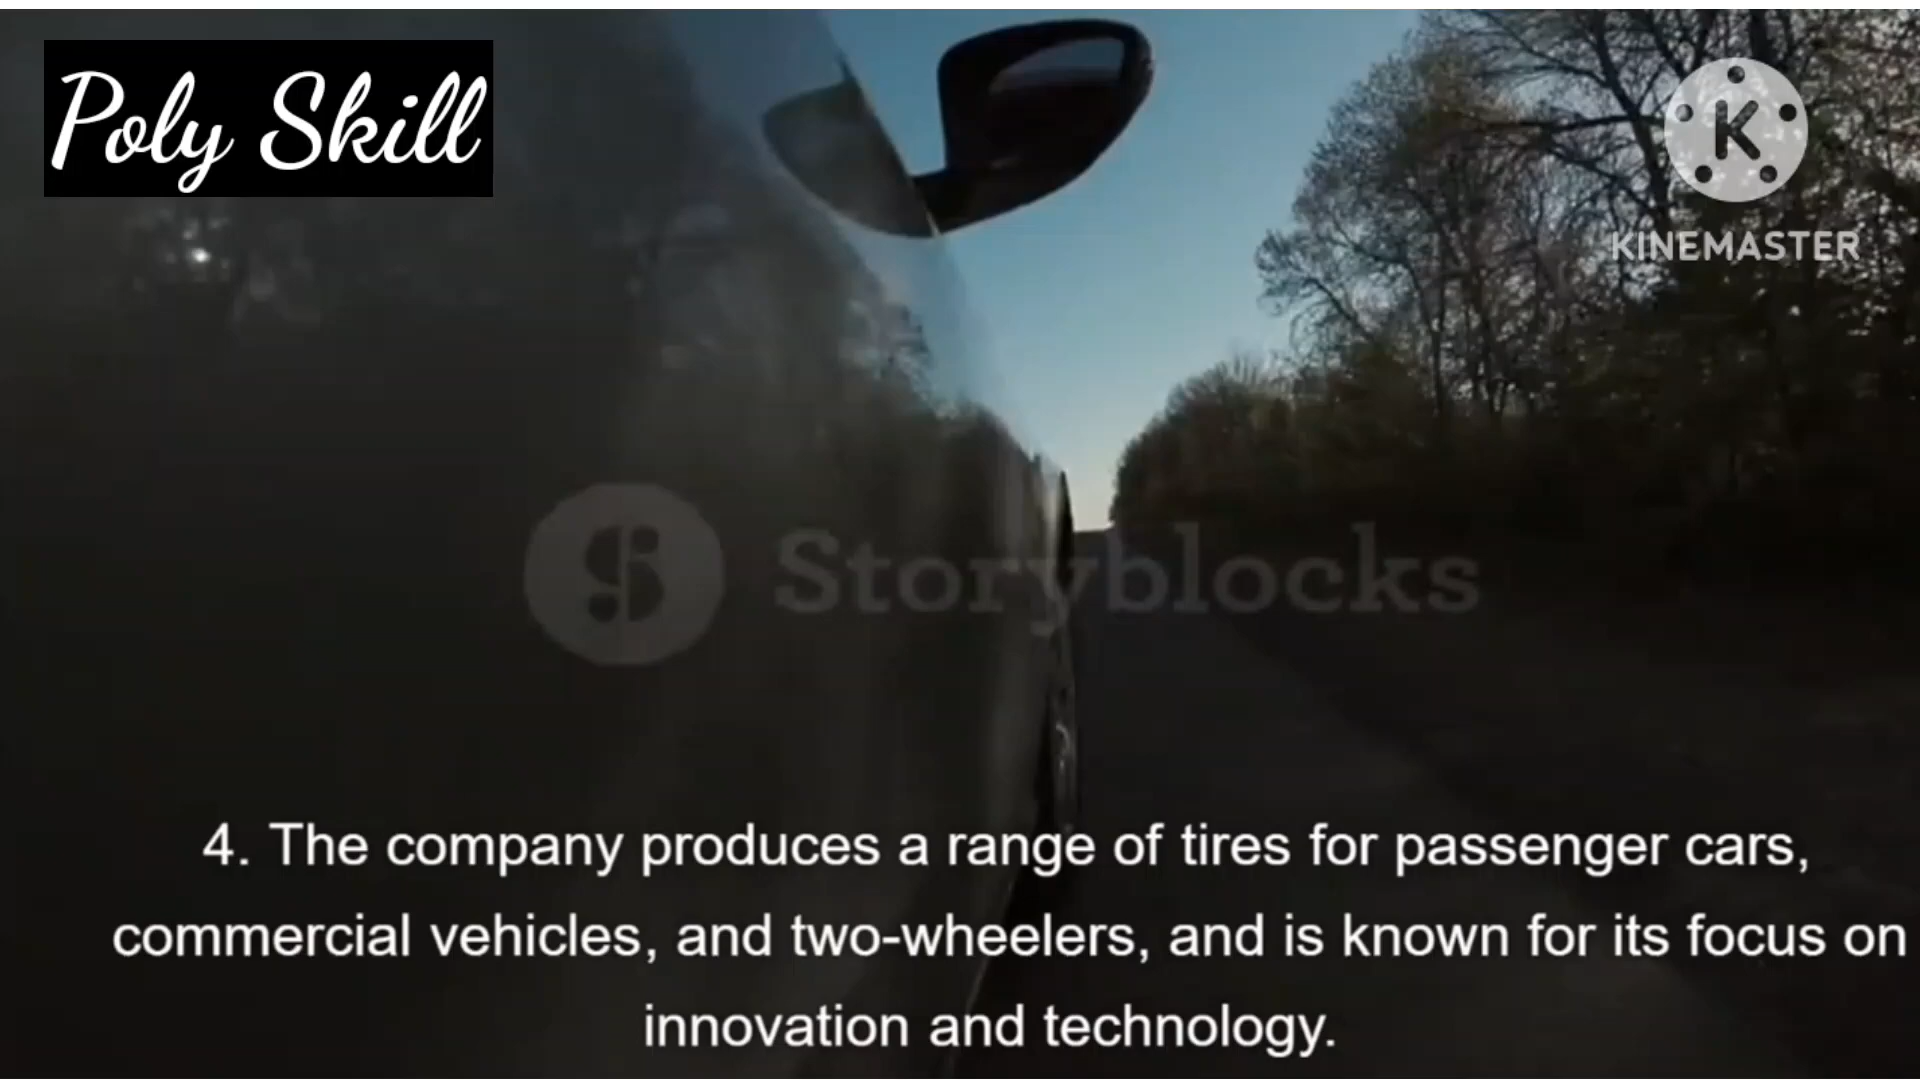 Poly Skill
K
KINEMASTER
Storyblocks
4. The company produces a range of tires for passenger cars,
commercial vehicles, and two-wheelers, and is known for its focus on
innovation and technology.